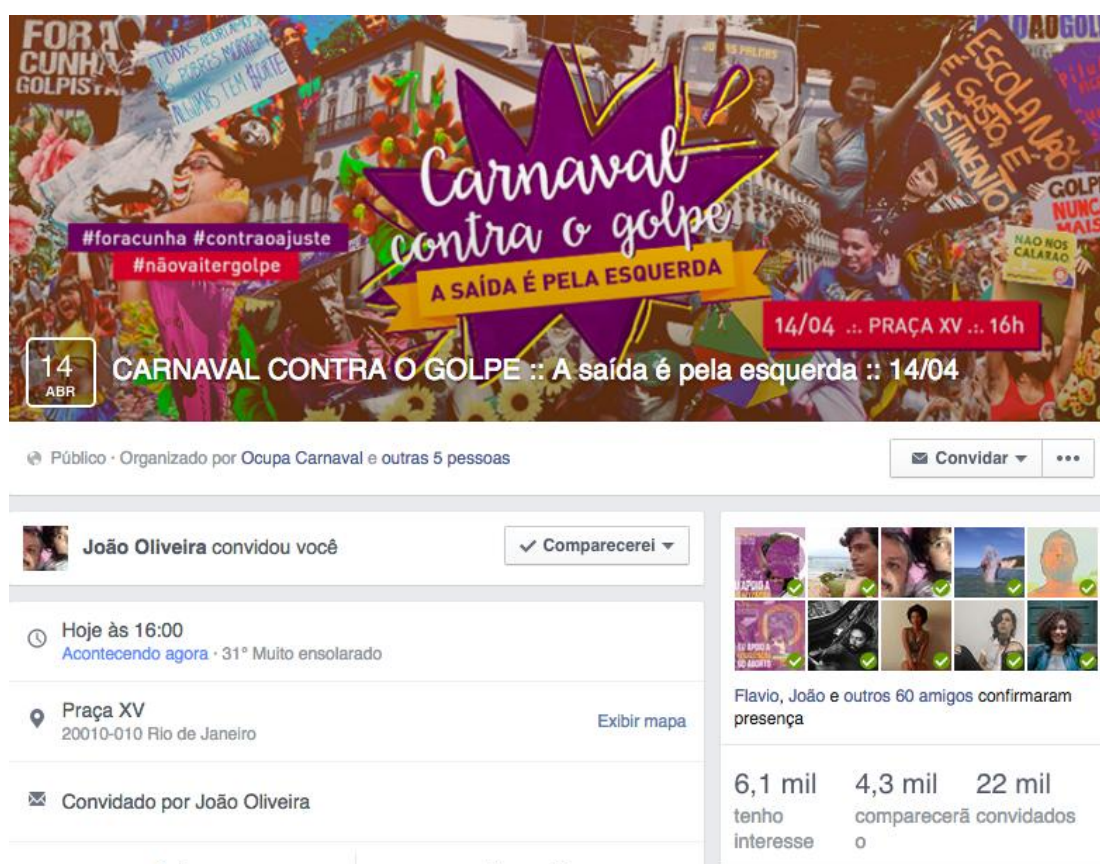 FORA
CUNHA
GOLPISTA
ALGUMAS TEM
JORNAS PALMARES
ESCOLA NÃO
É GASTO, É
INVESTIMENTO
GOLPE
NUNCA
MAIS
NÃO NOS
CALARÃO
Carnaval
contra o golpe
A SAÍDA É PELA ESQUERDA
#foracunha #contraoajuste
#nãovaitergolpe
14/04 .:. PRAÇA XV .:. 16h
14
ABR
CARNAVAL CONTRA O GOLPE :: A saída é pela esquerda :: 14/04
Público · Organizado por Ocupa Carnaval e outras 5 pessoas
Convidar
João Oliveira convidou você
Comparecerei
Hoje às 16:00
Acontecendo agora · 31° Muito ensolarado
Praça XV
20010-010 Rio de Janeiro
Exibir mapa
Convidado por João Oliveira
Flavio, João e outros 60 amigos confirmaram
presença
6,1 mil 4,3 mil 22 mil
tenho comparecerã convidados
interesse o